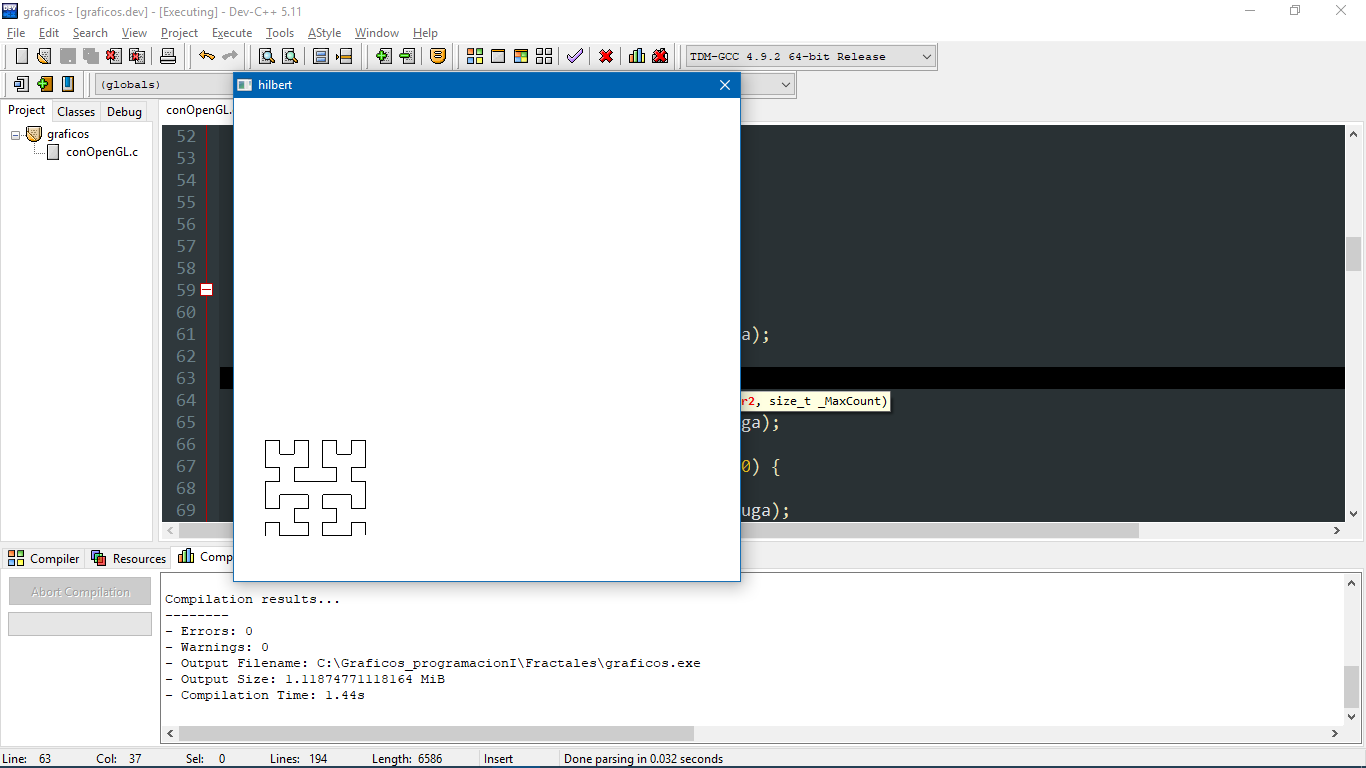 graficos - [graficos.dev] - [Executing] - Dev-C++ 5.11
File Edit Search View Project Execute Tools AStyle Window Help
TDM-GCC 4.9.2 64-bit Release
(globals)
hilbert
Project Classes Debug
conOpenGL.
graficos
conOpenGL.c
52
53
54
55
56
57
58
59
60
61 a);
62
63
64 r2, size_t _MaxCount)
65 ga);
66
67 0) {
68
69 uga);
Compiler Resources Comp
Abort Compilation
Compilation results...
--------
- Errors: 0
- Warnings: 0
- Output Filename: C:\Graficos_programacionI\Fractales\graficos.exe
- Output Size: 1.11874771118164 MiB
- Compilation Time: 1.44s
Line: 63 Col: 37 Sel: 0 Lines: 194 Length: 6586 Insert Done parsing in 0.032 seconds